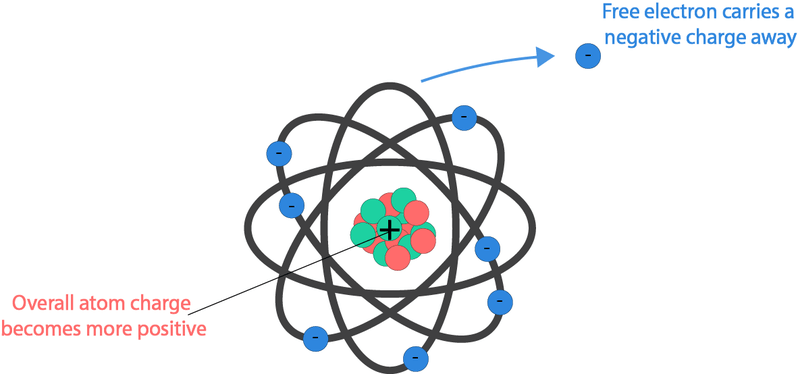 Free electron carries a
negative charge away
-
-
-
-
-
+
-
-
Overall atom charge
becomes more positive
-
-